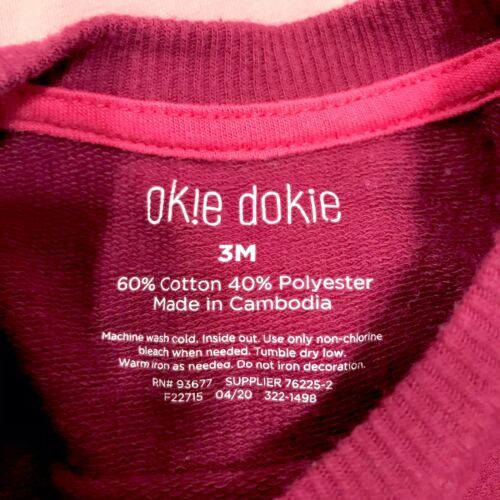 ok!e dokie
3M
60% Cotton 40% Polyester
Made in Cambodia
Machine wash cold. Inside out. Use only non-chlorine
bleach when needed. Tumble dry low.
Warm iron as needed. Do not iron decoration.
RN# 93677 SUPPLIER 76225-2
F22715 04/20 322-1498